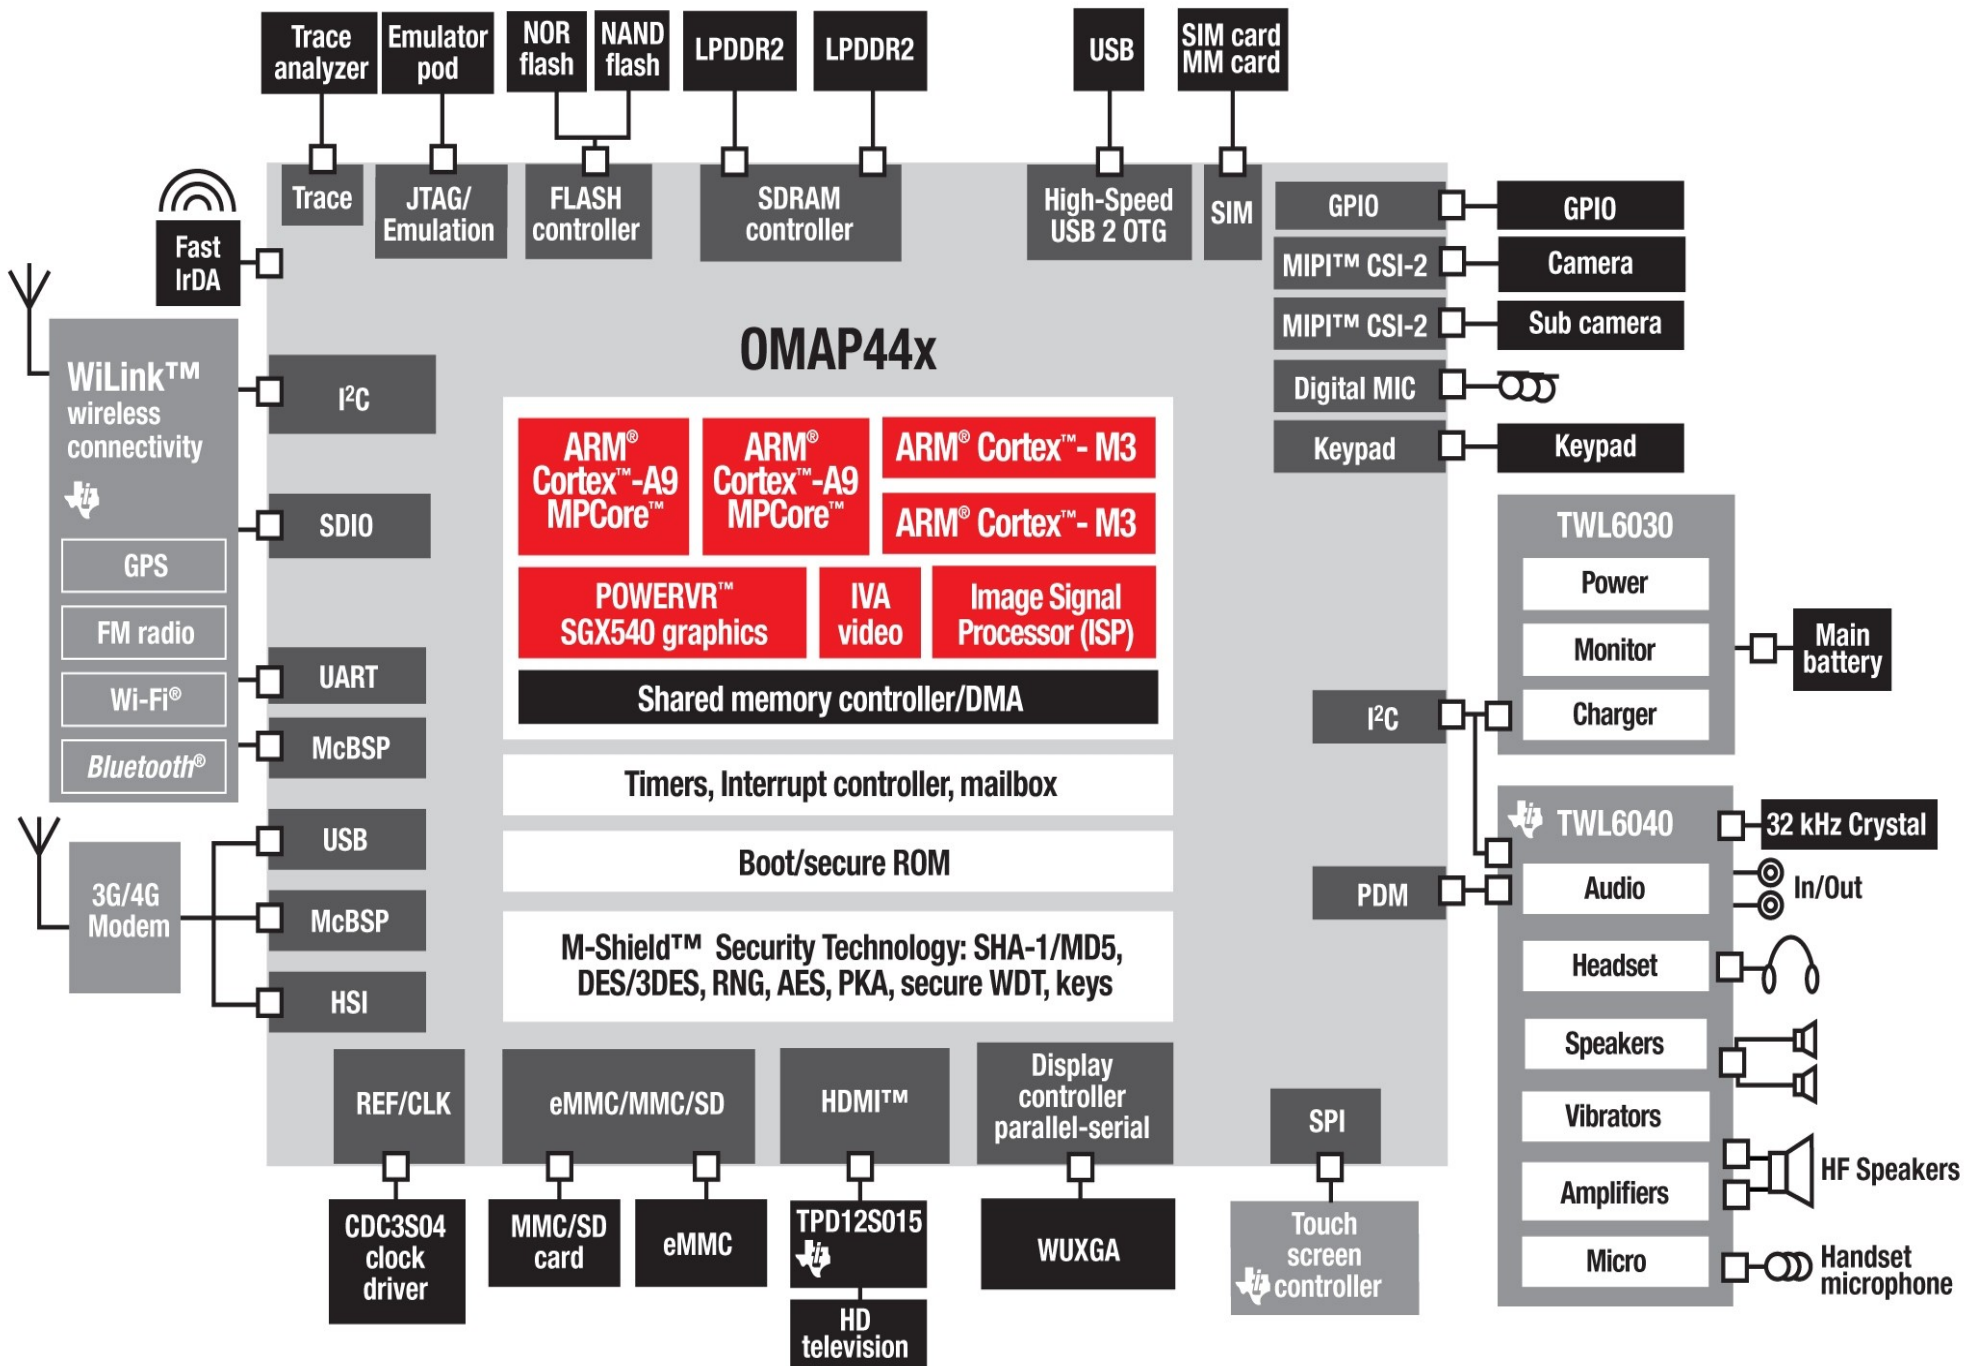 Trace
analyzer
Emulator
pod
NOR
flash
NAND
flash
LPDDR2
LPDDR2
USB
SIM card
MM card
Trace
JTAG/
Emulation
FLASH
controller
SDRAM
controller
High-Speed
USB 2 OTG
SIM
GPIO
GPIO
MIPI™ CSI-2
Camera
MIPI™ CSI-2
Sub camera
Digital MIC
Keypad
Keypad
Fast
IrDA
OMAP44x
WiLink™
wireless
connectivity
GPS
FM radio
Wi-Fi®
Bluetooth®
I²C
SDIO
UART
McBSP
3G/4G
Modem
USB
McBSP
HSI
ARM®
Cortex™-A9
MPCore™
ARM®
Cortex™-A9
MPCore™
ARM® Cortex™- M3
ARM® Cortex™- M3
POWERVR™
SGX540 graphics
IVA
video
Image Signal
Processor (ISP)
Shared memory controller/DMA
Timers, Interrupt controller, mailbox
Boot/secure ROM
M-Shield™ Security Technology: SHA-1/MD5,
DES/3DES, RNG, AES, PKA, secure WDT, keys
I²C
PDM
TWL6030
Power
Monitor
Charger
Main
battery
TWL6040
32 kHz Crystal
Audio
In/Out
Headset
Speakers
Vibrators
Amplifiers
HF Speakers
Micro
Handset
microphone
REF/CLK
eMMC/MMC/SD
HDMI™
Display
controller
parallel-serial
SPI
CDC3S04
clock
driver
MMC/SD
card
eMMC
TPD12S015
HD
television
WUXGA
Touch
screen
controller